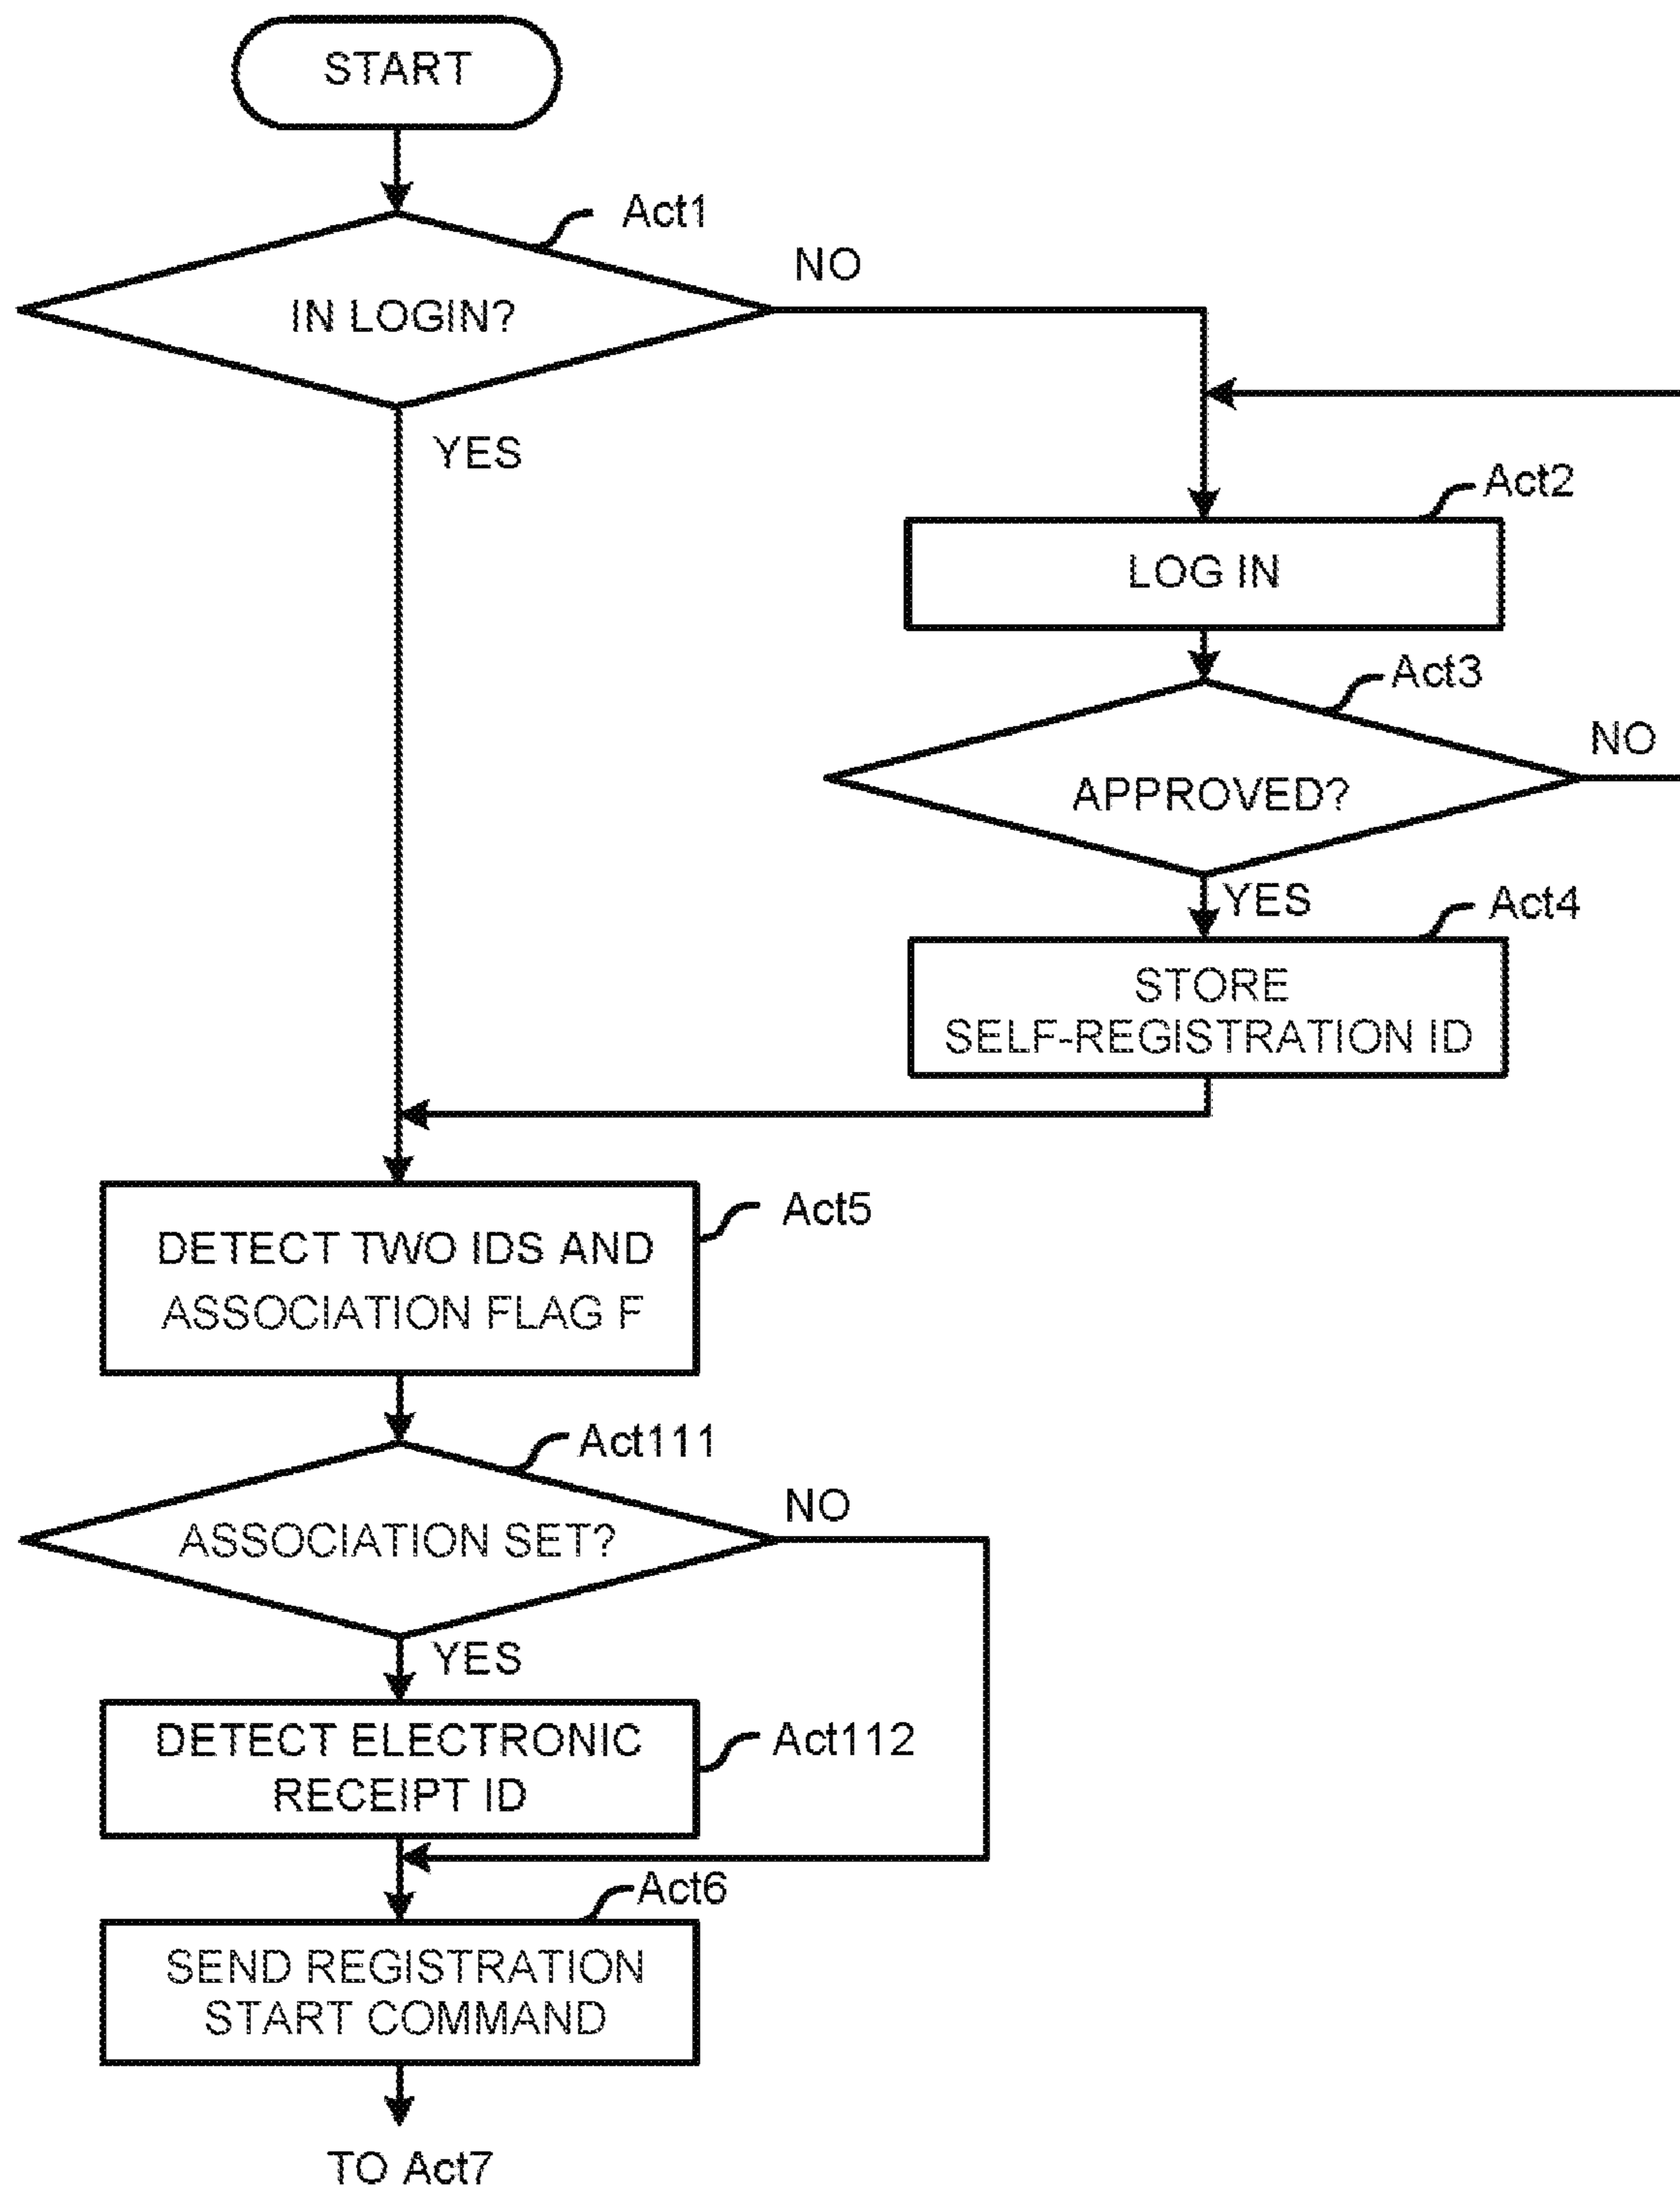 START
Act1
NO
IN LOGIN?
YES
Act2
LOG IN
Act3
NO
APPROVED?
YES
Act4
STORE
SELF-REGISTRATION ID
Act5
DETECT TWO IDS AND
ASSOCIATION FLAG F
Act111
NO
ASSOCIATION SET?
YES
DETECT ELECTRONIC
RECEIPT ID
Act112
Act6
SEND REGISTRATION
START COMMAND
TO Act7